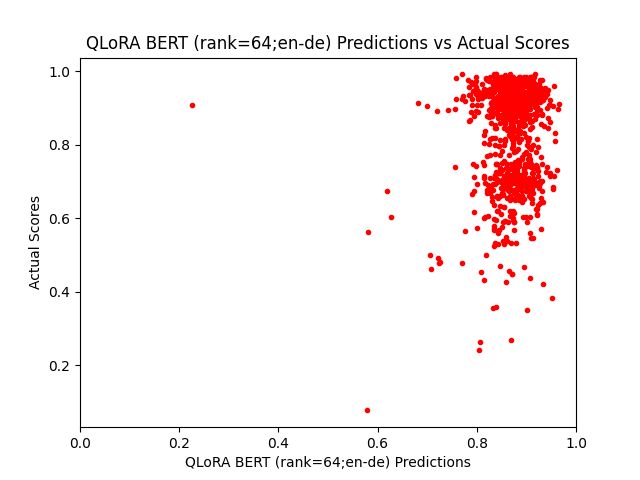 QLoRA BERT (rank=64;en-de) Predictions vs Actual Scores
1.0
0.8
0.6
0.4
0.2
Actual Scores
0.0 0.2 0.4 0.6 0.8 1.0
QLoRA BERT (rank=64;en-de) Predictions